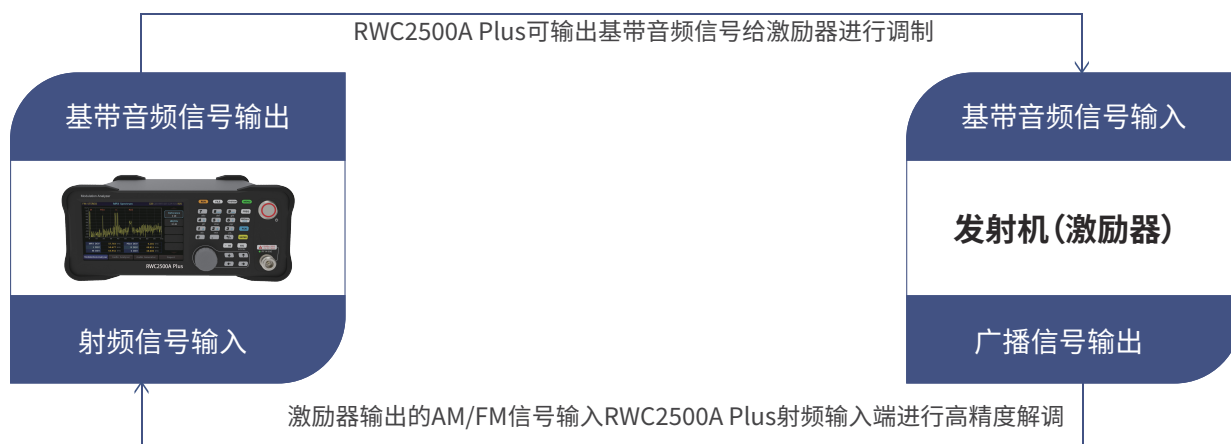 RWC2500A Plus可输出基带音频信号给激励器进行调制
基带音频信号输出
基带音频信号输入
RWC2500A Plus
发射机（激励器）
射频信号输入
广播信号输出
激励器输出的AM/FM信号输入RWC2500A Plus射频输入端进行高精度解调